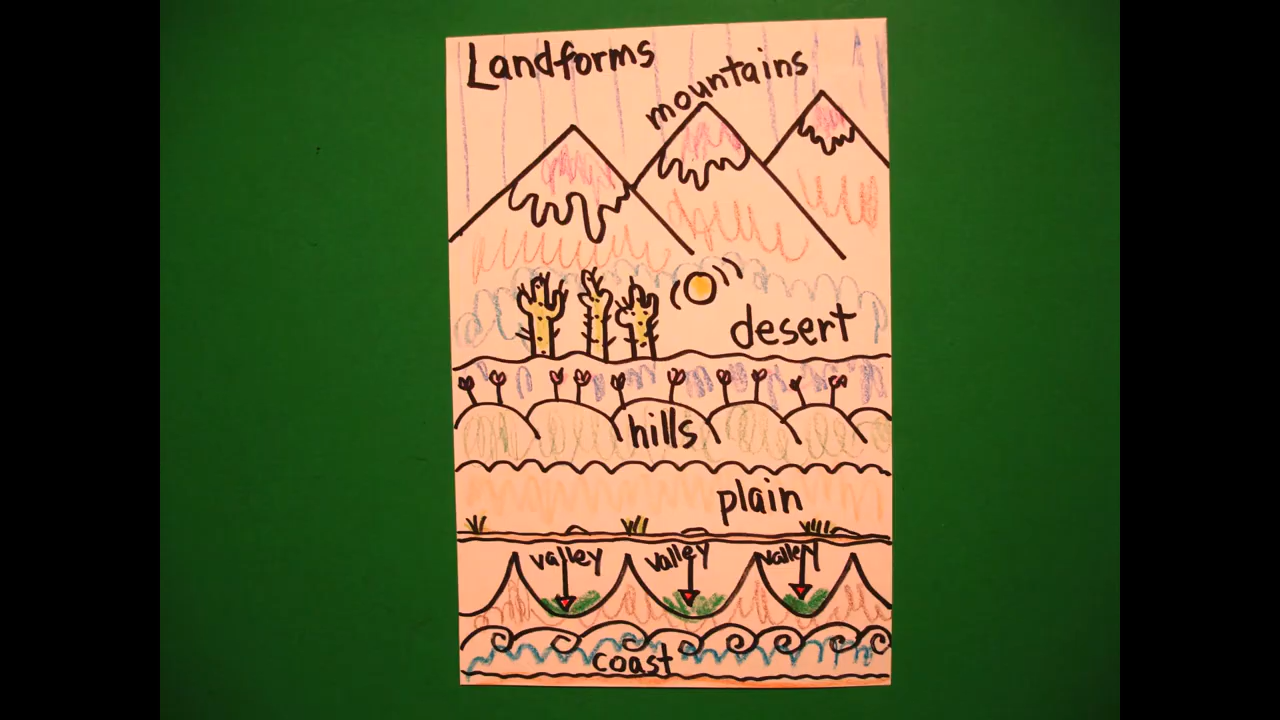 Landforms
mountains
desert
hills
plain
valley valley valley
coast